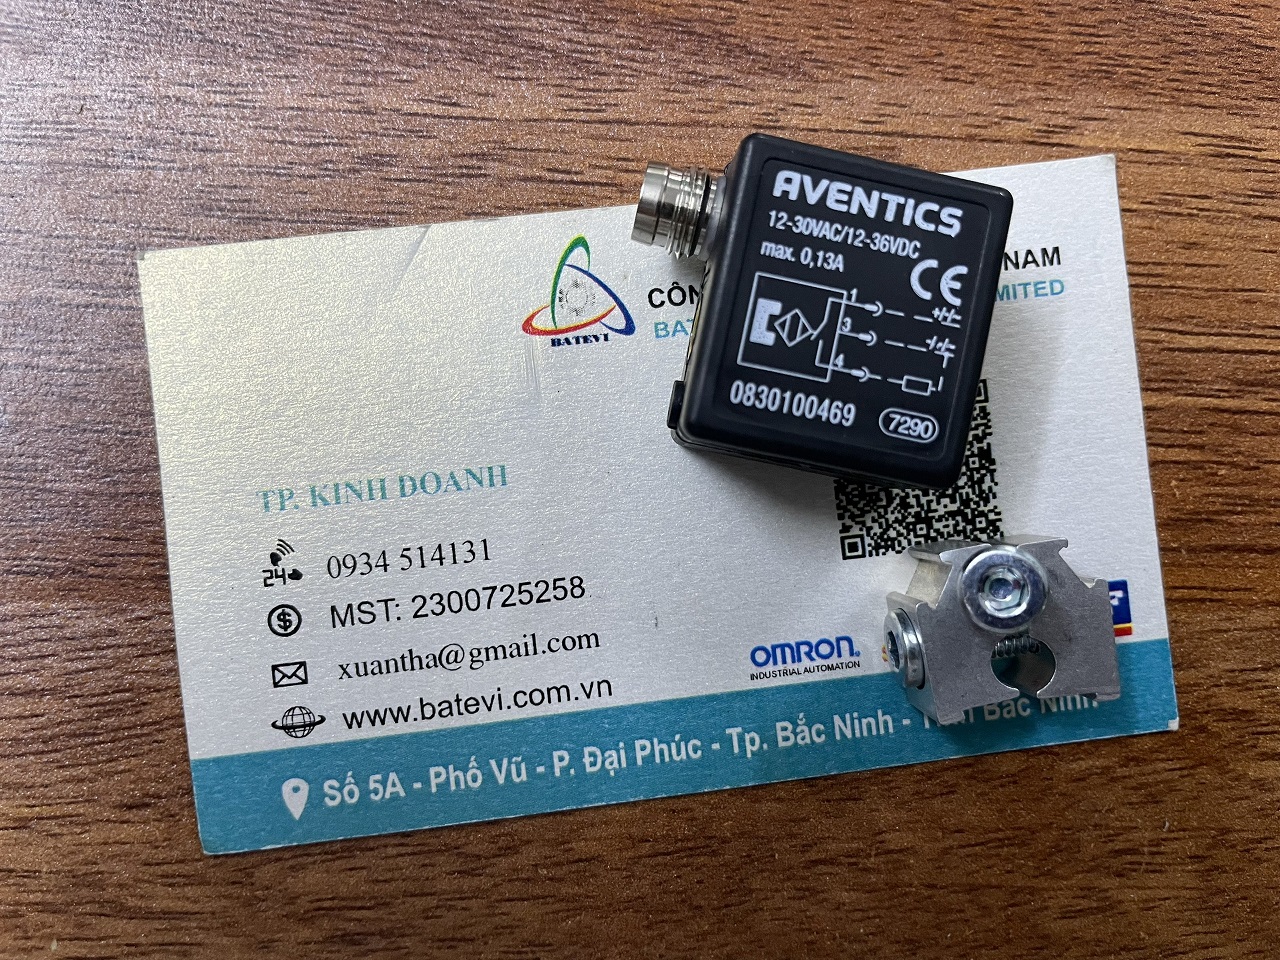 AVENTICS
12-30VAC/12-36VDC
max. 0,13A
CE
1
3
4
0830100469
7290
BATEVI
NAM
MITED
TP. KINH DOANH
24
0934 514131
$
MST: 2300725258
xuantha@gmail.com
www.batevi.com.vn
OMRON
INDUSTRIAL AUTOMATION
Số 5A - Phố Vũ - P. Đại Phúc - Tp. Bắc Ninh - Bắc Ninh